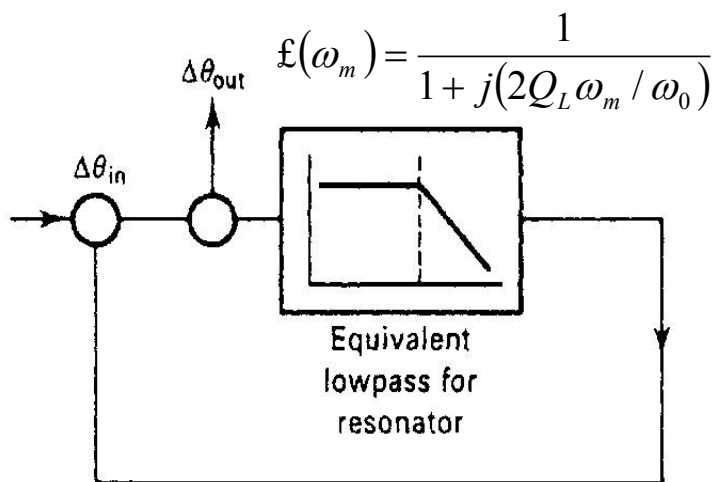 £(ω_m) = 1 / (1 + j(2Q_L ω_m / ω_0))
Δθ_out
Δθ_in
Equivalent
lowpass for
resonator